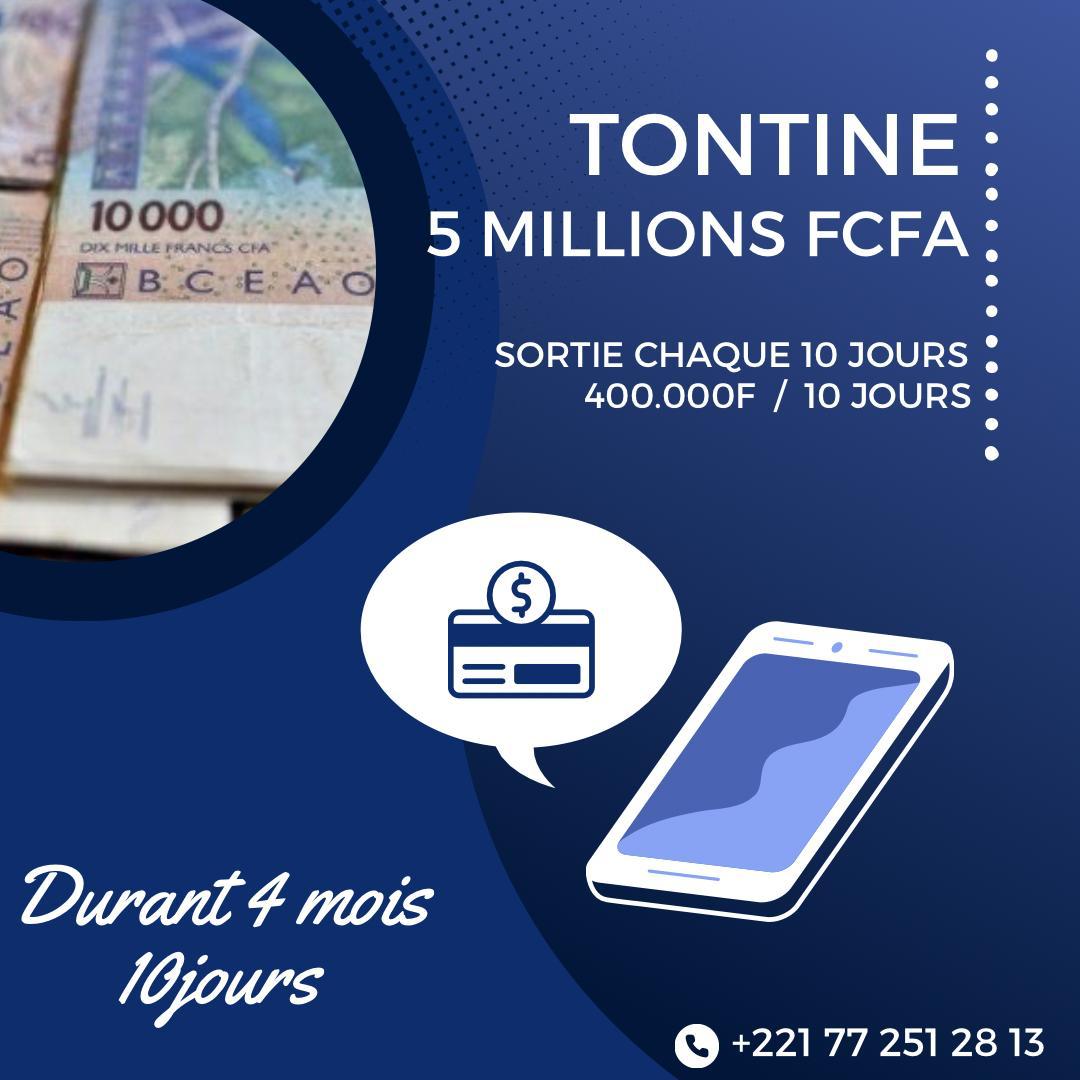 10 000
DIX MILLE FRANCS CFA
BCEAO
TONTINE
5 MILLIONS FCFA
SORTIE CHAQUE 10 JOURS
400.000F / 10 JOURS
$
Durant 4 mois
10jours
+221 77 251 28 13